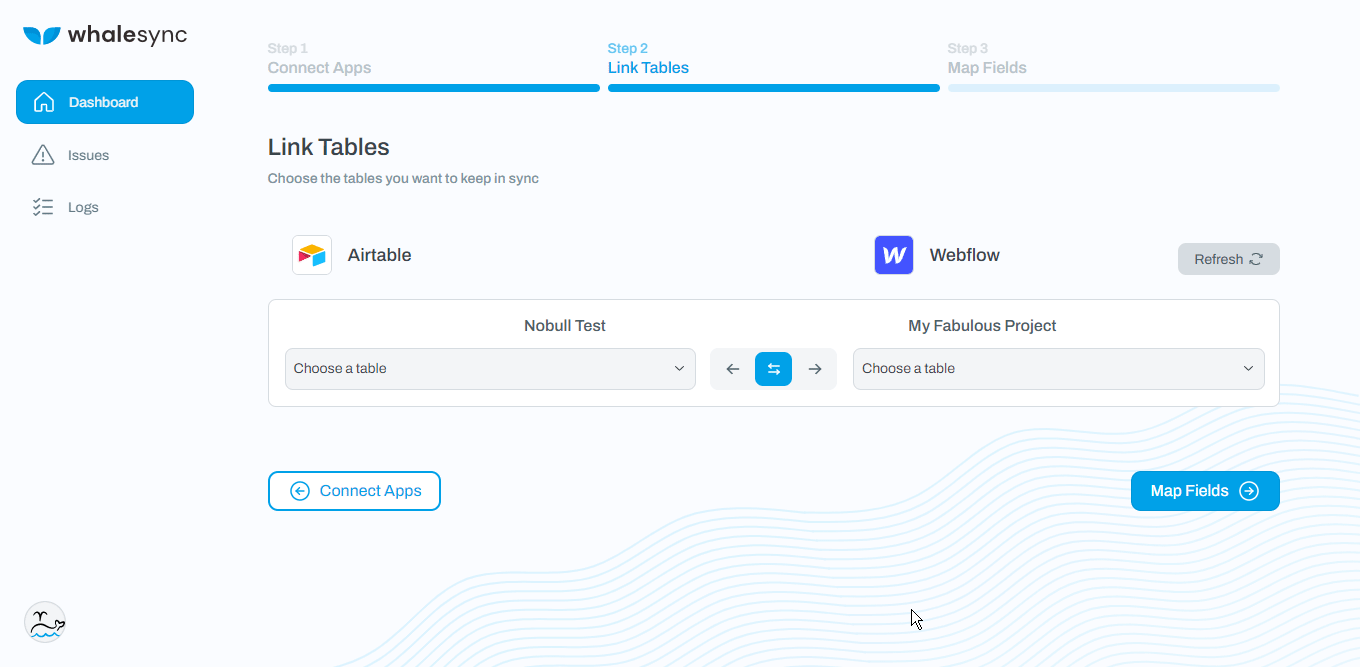 whalesync
Dashboard
Issues
Logs
Step 1
Connect Apps
Step 2
Link Tables
Step 3
Map Fields
Link Tables
Choose the tables you want to keep in sync
Airtable
W Webflow
Refresh
Nobull Test
My Fabulous Project
Choose a table
Choose a table
Connect Apps
Map Fields